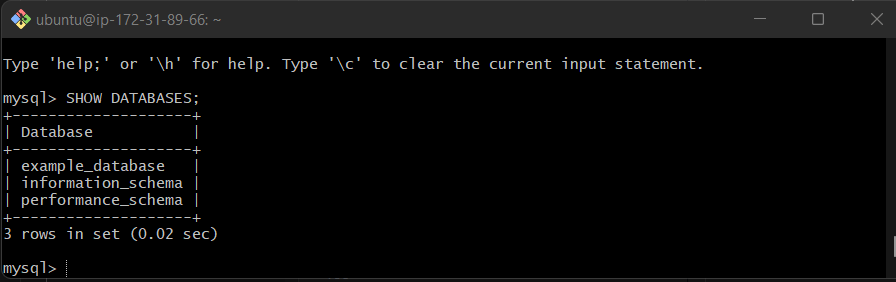 ubuntu@ip-172-31-89-66: ~
Type 'help;' or '\h' for help. Type '\c' to clear the current input statement.
mysql> SHOW DATABASES;
+--------------------+
| Database           |
+--------------------+
| example_database   |
| information_schema |
| performance_schema |
+--------------------+
3 rows in set (0.02 sec)
mysql>